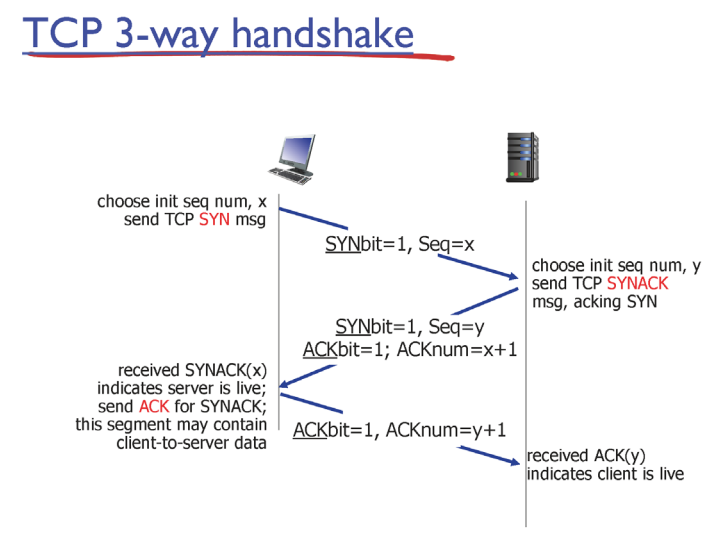 TCP 3-way handshake
choose init seq num, x
send TCP SYN msg
SYNbit=1, Seq=x
choose init seq num, y
send TCP SYNACK
msg, acking SYN
SYNbit=1, Seq=y
ACKbit=1; ACKnum=x+1
received SYNACK(x)
indicates server is live;
send ACK for SYNACK;
this segment may contain
client-to-server data
ACKbit=1, ACKnum=y+1
received ACK(y)
indicates client is live